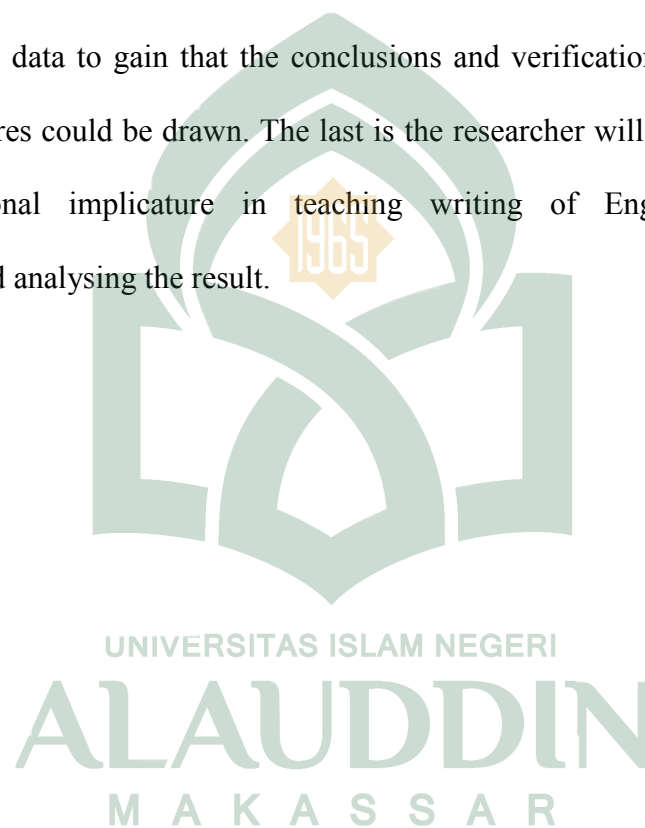 data to gain that the conclusions and verification
res could be drawn. The last is the researcher will
onal implicature in teaching writing of Eng
d analysing the result.
1965
UNIVERSITAS ISLAM NEGERI
ALAUDDIN
MAKASSAR